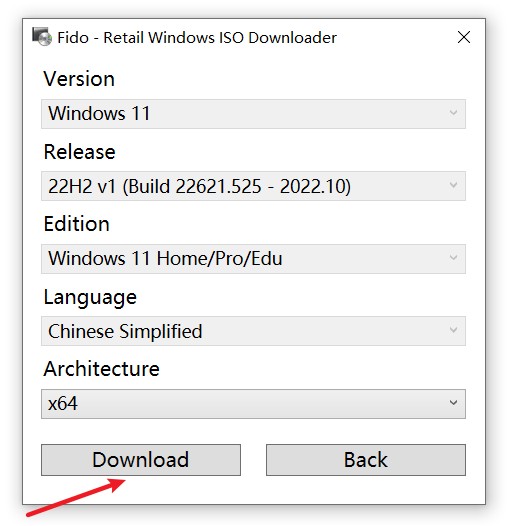 Fido - Retail Windows ISO Downloader
Version
Windows 11
Release
22H2 v1 (Build 22621.525 - 2022.10)
Edition
Windows 11 Home/Pro/Edu
Language
Chinese Simplified
Architecture
x64
Download
Back